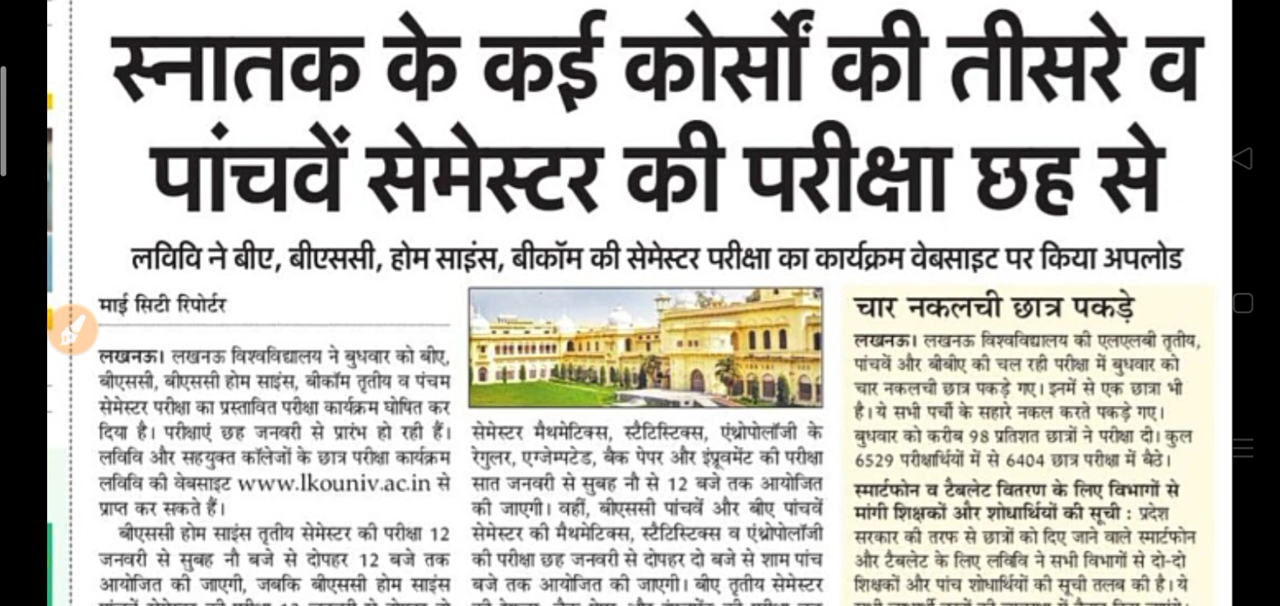 स्नातक के कई कोर्सों की तीसरे व
पांचवें सेमेस्टर की परीक्षा छह से
लविवि ने बीए, बीएससी, होम साइंस, बीकॉम की सेमेस्टर परीक्षा का कार्यक्रम वेबसाइट पर किया अपलोड
माई सिटी रिपोर्टर
लखनऊ। लखनऊ विश्वविद्यालय ने बुधवार को बीए,
बीएससी, बीएससी होम साइंस, बीकॉम तृतीय व पंचम
सेमेस्टर परीक्षा का प्रस्तावित परीक्षा कार्यक्रम घोषित कर
दिया है। परीक्षाएं छह जनवरी से प्रारंभ हो रही हैं।
लविवि और सहयुक्त कॉलेजों के छात्र परीक्षा कार्यक्रम
लविवि की वेबसाइट www.lkouniv.ac.in से
प्राप्त कर सकते हैं।
बीएससी होम साइंस तृतीय सेमेस्टर की परीक्षा 12
जनवरी से सुबह नौ बजे से दोपहर 12 बजे तक
आयोजित की जाएगी, जबकि बीएससी होम साइंस
सेमेस्टर मैथमेटिक्स, स्टैटिस्टिक्स, एंथ्रोपोलॉजी के
रेगुलर, एग्जेम्पटेड, बैक पेपर और इंप्रूवमेंट की परीक्षा
सात जनवरी से सुबह नौ से 12 बजे तक आयोजित
की जाएगी। वहीं, बीएससी पांचवें और बीए पांचवें
सेमेस्टर की मैथमेटिक्स, स्टैटिस्टिक्स व एंथ्रोपोलॉजी
की परीक्षा छह जनवरी से दोपहर दो बजे से शाम पांच
बजे तक आयोजित की जाएगी। बीए तृतीय सेमेस्टर
चार नकलची छात्र पकड़े
लखनऊ। लखनऊ विश्वविद्यालय की एलएलबी तृतीय,
पांचवें और बीबीए की चल रही परीक्षा में बुधवार को
चार नकलची छात्र पकड़े गए। इनमें से एक छात्रा भी
है। ये सभी पर्चों के सहारे नकल करते पकड़े गए।
बुधवार को करीब 98 प्रतिशत छात्रों ने परीक्षा दी। कुल
6529 परीक्षार्थियों में से 6404 छात्र परीक्षा में बैठे।
स्मार्टफोन व टैबलेट वितरण के लिए विभागों से
मांगी शिक्षकों और शोधार्थियों की सूची : प्रदेश
सरकार की तरफ से छात्रों को दिए जाने वाले स्मार्टफोन
और टैबलेट के लिए लविवि ने सभी विभागों से दो-दो
शिक्षकों और पांच शोधार्थियों की सूची तलब की है। ये